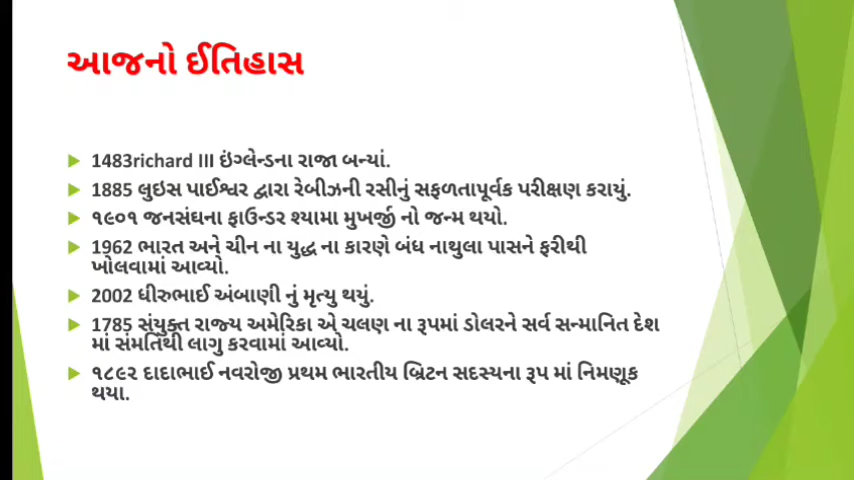 આજનો ઈતિહાસ
1483richard III ઇંગ્લેન્ડના રાજા બન્યાં.
1885 લુઇસ પાઈશ્વર દ્વારા રેબીઝની રસીનું સફળતાપૂર્વક પરીક્ષણ કરાયું.
૧૯૦૧ જનસંઘના ફાઉન્ડર શ્યામા મુખર્જી નો જન્મ થયો.
1962 ભારત અને ચીન ના યુદ્ધ ના કારણે બંધ નાથુલા પાસને ફરીથી
ખોલવામાં આવ્યો.
2002 ધીરુભાઈ અંબાણી નું મૃત્યુ થયું.
1785 સંયુક્ત રાજ્ય અમેરિકા એ ચલણ ના રૂપમાં ડોલરને સર્વ સન્માનિત દેશ
માં સંમતિથી લાગુ કરવામાં આવ્યો.
૧૮૯૨ દાદાભાઈ નવરોજી પ્રથમ ભારતીય બ્રિટન સદસ્યના રૂપ માં નિમણૂક
થયા.